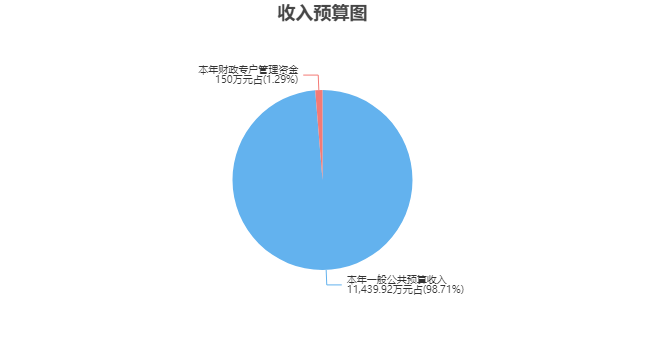 收入预算图
本年财政专户管理资金
150万元占(1.29%)
本年一般公共预算收入
11,439.92万元占(98.71%)